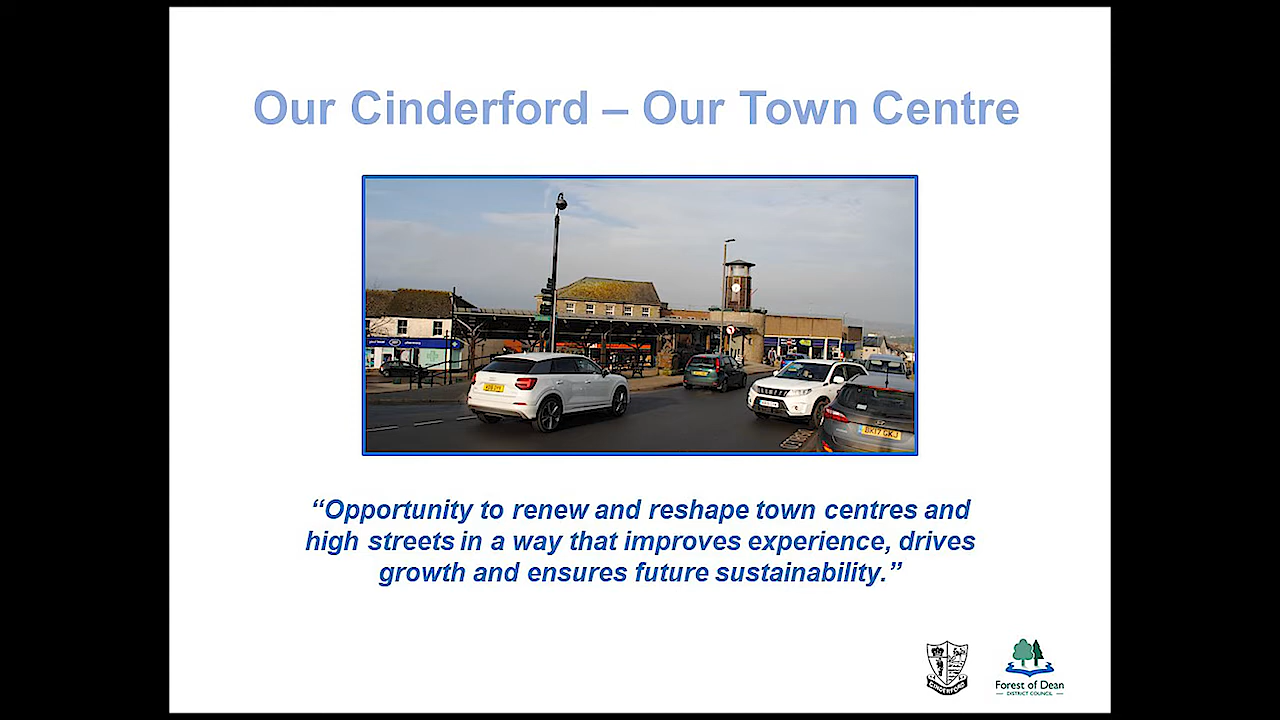 Our Cinderford – Our Town Centre
“Opportunity to renew and reshape town centres and
high streets in a way that improves experience, drives
growth and ensures future sustainability.”
CINDERFORD
Forest of Dean
DISTRICT COUNCIL